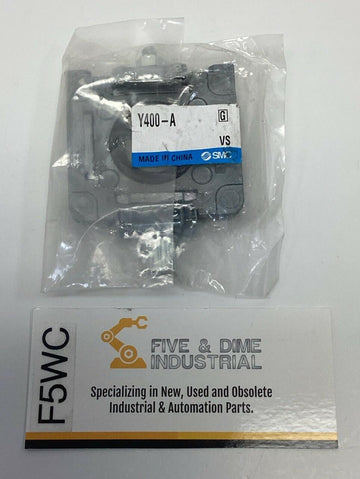 Y400-A
G
VS
MADE IN CHINA
SMC
F5WC
FIVE & DIME
INDUSTRIAL
Specializing in New, Used and Obsolete
Industrial & Automation Parts.